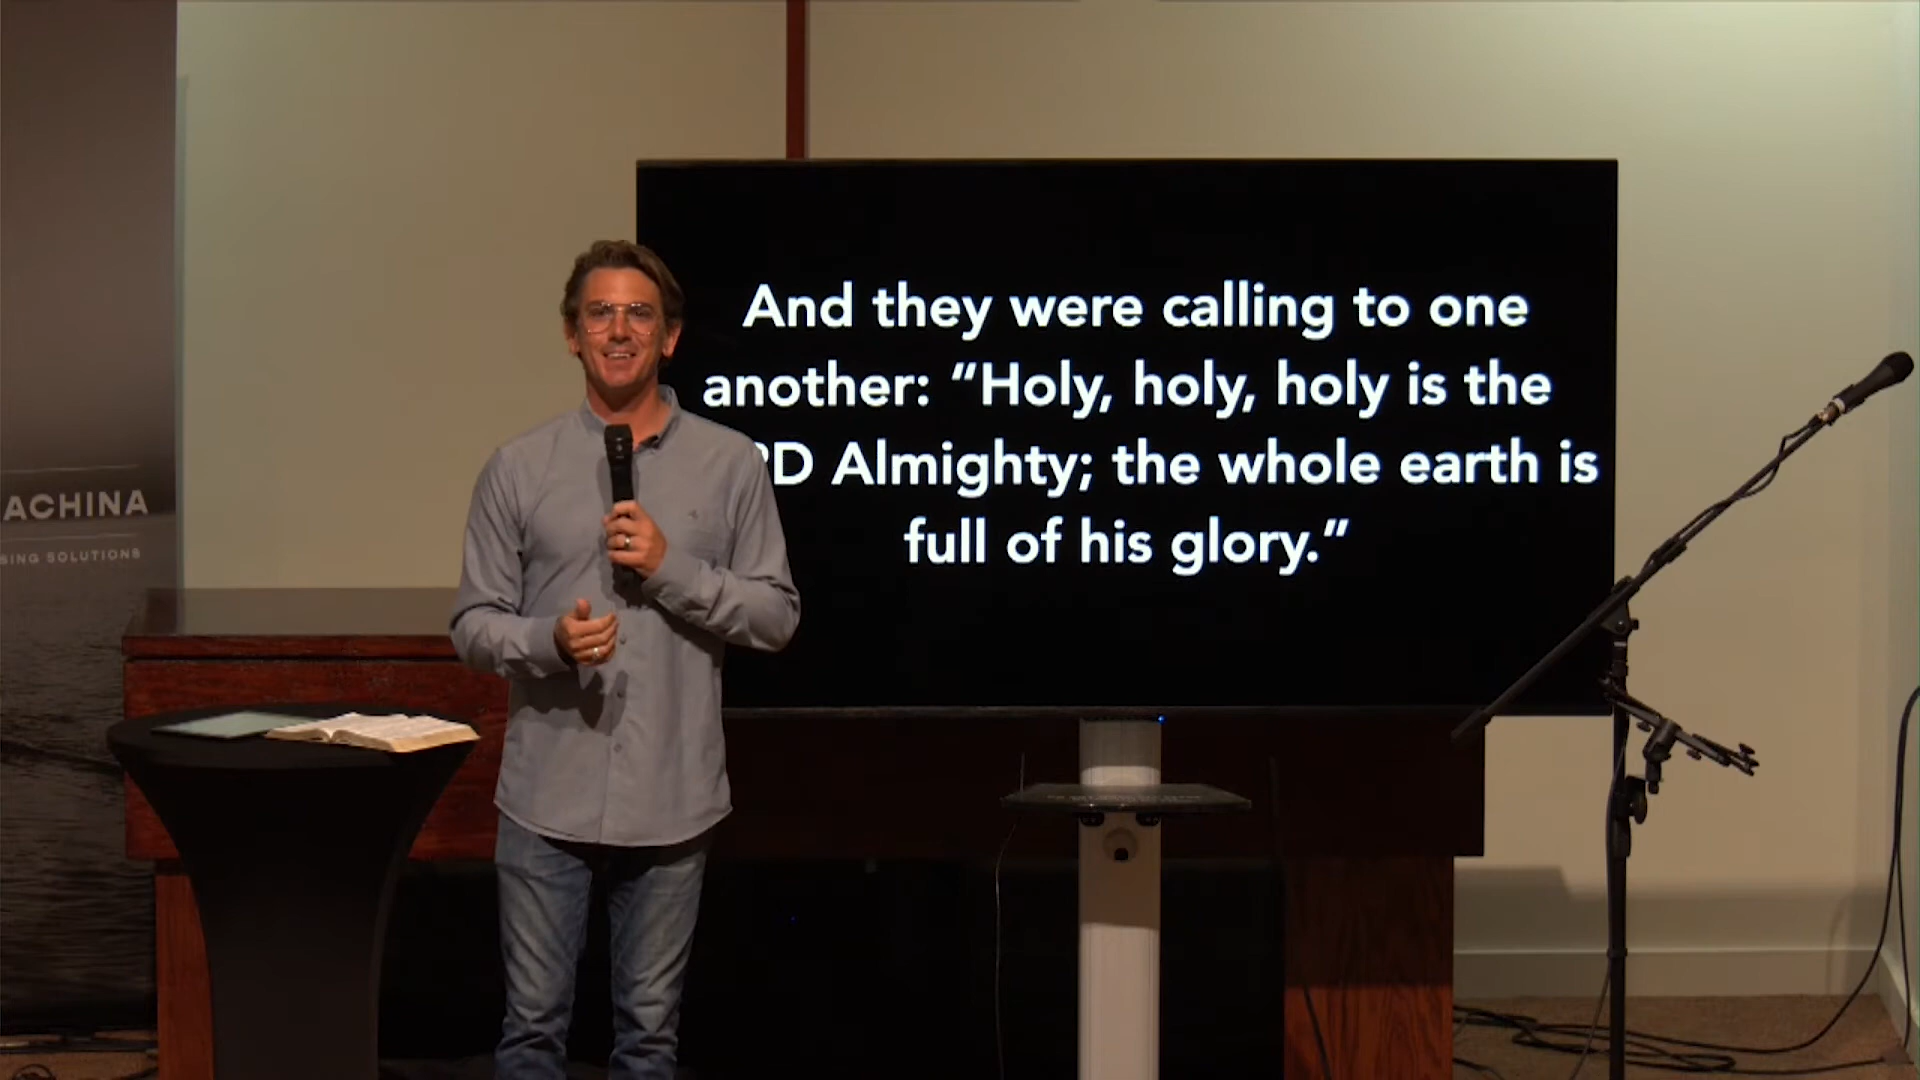 And they were calling to one
another: “Holy, holy, holy is the
RD Almighty; the whole earth is
full of his glory.”
ACHINA
SING SOLUTIONS